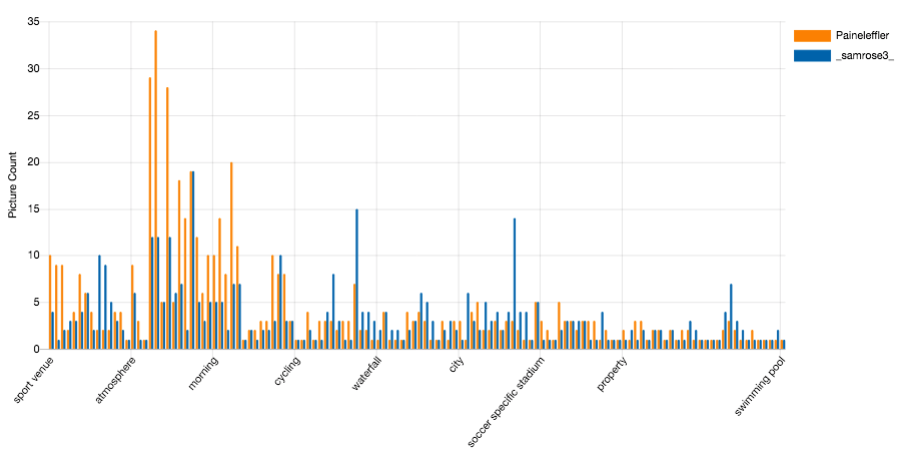 35
30
25
20
15
10
5
0
Picture Count
sport venue
atmosphere
morning
cycling
waterfall
city
soccer specific stadium
property
swimming pool
Paineleffler
_samrose3_